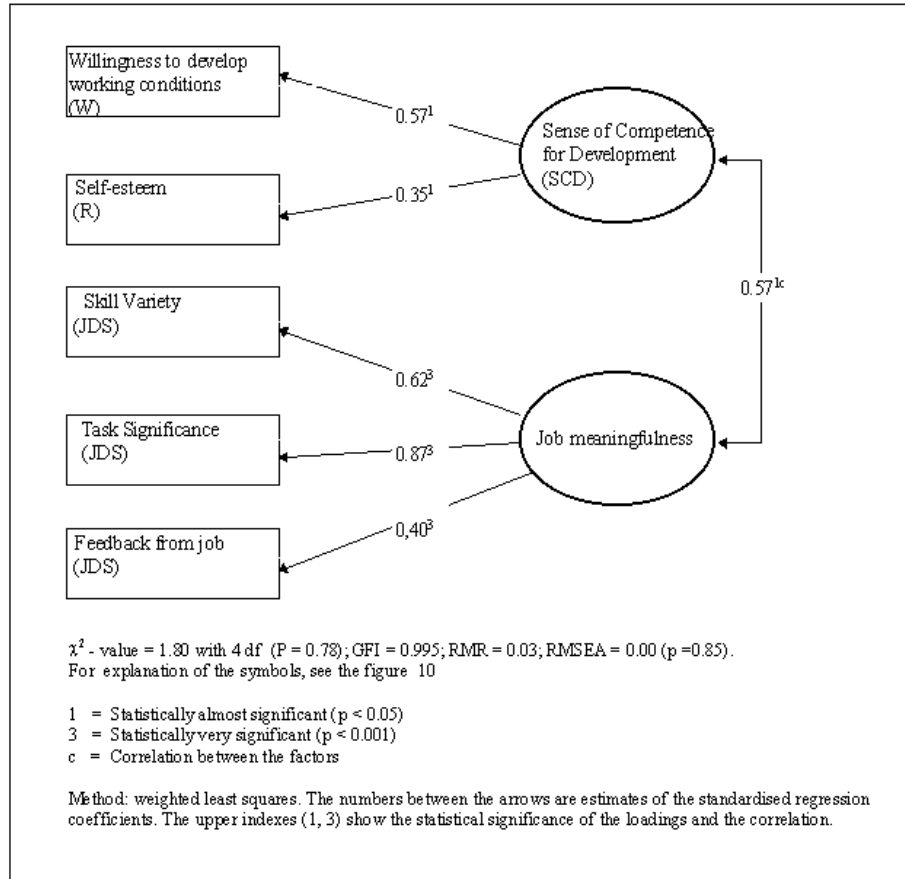 Willingness to develop
working conditions
(W)
0.57¹
Sense of Competence
for Development
(SCD)
Self-esteem
(R)
0.35¹
Skill Variety
(JDS)
0.57¹ᶜ
0.62³
Task Significance
(JDS)
0.87³
Job meaningfulness
Feedback from job
(JDS)
0,40³
χ² - value = 1.80 with 4 df (P = 0.78); GFI = 0.995; RMR = 0.03; RMSEA = 0.00 (p =0.85).
For explanation of the symbols, see the figure 10
1 = Statistically almost significant (p < 0.05)
3 = Statistically very significant (p < 0.001)
c = Correlation between the factors
Method: weighted least squares. The numbers between the arrows are estimates of the standardised regression
coefficients. The upper indexes (1, 3) show the statistical significance of the loadings and the correlation.